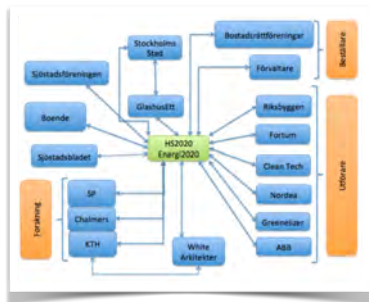 Stockholms
Stad
Bostadsrättföreningar
Beställare
Sjöstadsföreningen
Förvaltare
Boende
GlashusEtt
Riksbyggen
HS2020
Energi2020
Fortum
Sjöstadsbladet
Clean Tech
Utförare
SP
Nordea
Forskning
Chalmers
Greenelizer
KTH
White
Arkitekter
ABB